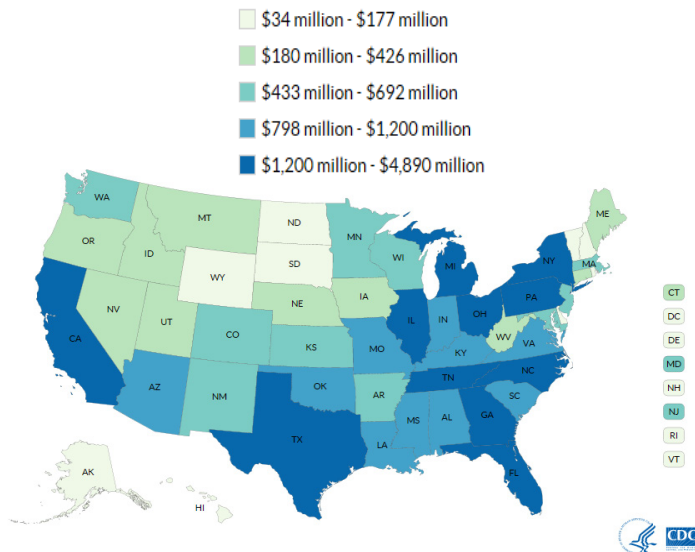 $34 million - $177 million
$180 million - $426 million
$433 million - $692 million
$798 million - $1,200 million
$1,200 million - $4,890 million
WA
MT
ND
MN
ME
OR
ID
SD
WI
MI
NY
MA
WY
NV
UT
NE
IA
IL
IN
OH
PA
CA
CO
KS
MO
KY
WV
VA
AZ
NM
OK
AR
TN
NC
TX
LA
MS
AL
GA
SC
FL
AK
HI
CT
DC
DE
MD
NH
NJ
RI
VT
CDC